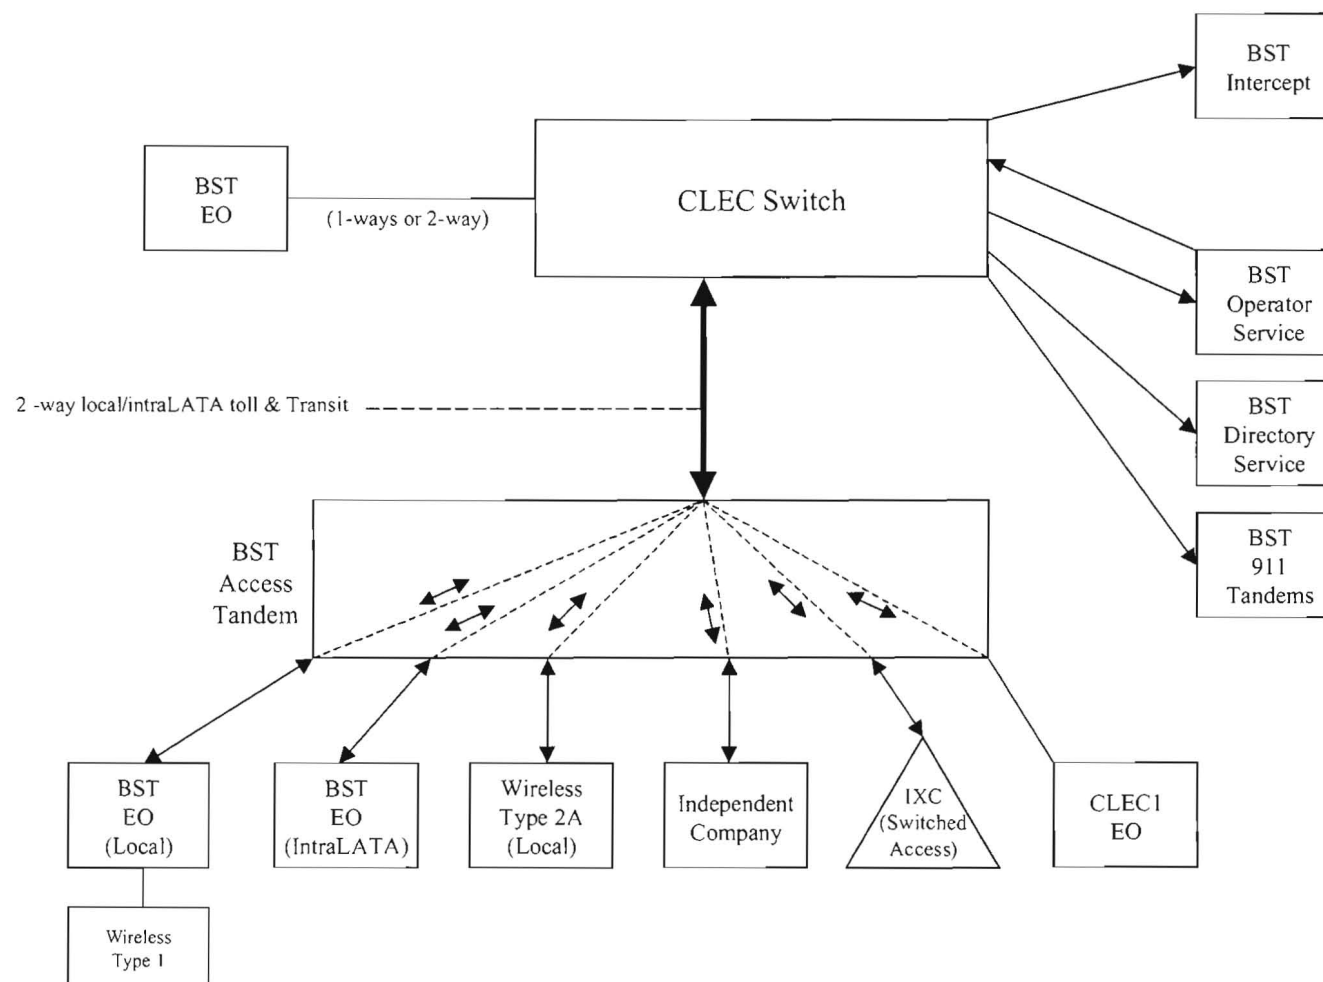 BST
Intercept
BST
EO
(1-ways or 2-way)
CLEC Switch
BST
Operator
Service
2 -way local/intraLATA toll & Transit
BST
Directory
Service
BST
911
Tandems
BST
Access
Tandem
BST
EO
(Local)
BST
EO
(IntraLATA)
Wireless
Type 2A
(Local)
Independent
Company
IXC
(Switched
Access)
CLEC1
EO
Wireless
Type 1